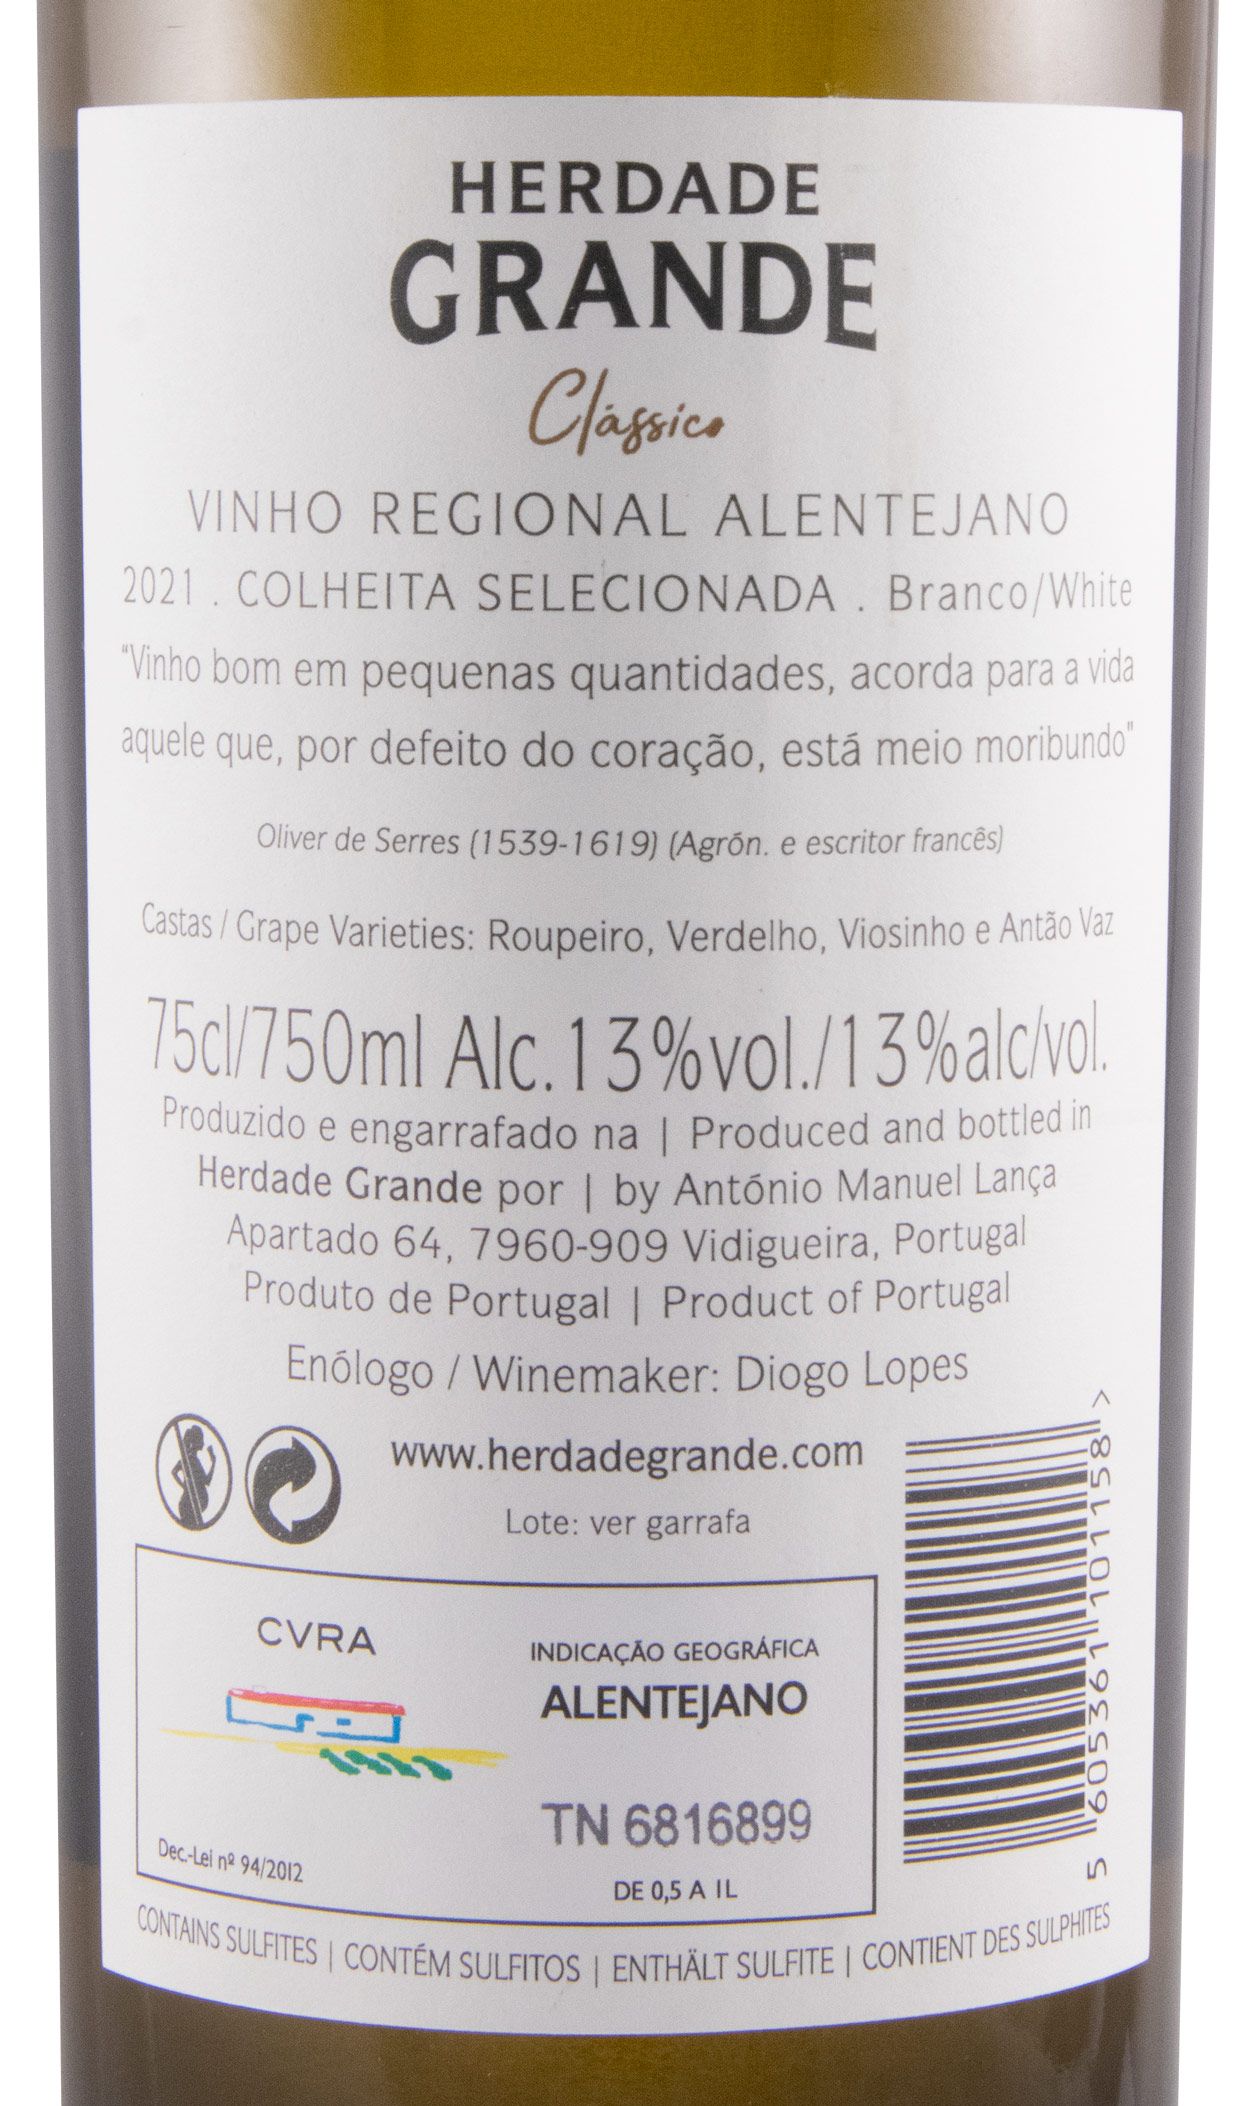 HERDADE
GRANDE
Clássico
VINHO REGIONAL ALENTEJANO
2021 . COLHEITA SELECIONADA . Branco/White
"Vinho bom em pequenas quantidades, acorda para a vida
aquele que, por defeito do coração, está meio moribundo"
Oliver de Serres (1539-1619) (Agrón. e escritor francês)
Castas / Grape Varieties: Roupeiro, Verdelho, Viosinho e Antão Vaz
75cl/750ml Alc.13%vol./13%alc/vol.
Produzido e engarrafado na | Produced and bottled in
Herdade Grande por | by António Manuel Lança
Apartado 64, 7960-909 Vidigueira, Portugal
Produto de Portugal | Product of Portugal
Enólogo / Winemaker: Diogo Lopes
www.herdadegrande.com
Lote: ver garrafa
CVRA
INDICAÇÃO GEOGRÁFICA
ALENTEJANO
TN 6816899
DE 0,5 A 1L
Dec.-Lei nº 94/2012
5 605361 101158 >
CONTAINS SULFITES | CONTÉM SULFITOS | ENTHÄLT SULFITE | CONTIENT DES SULPHITES